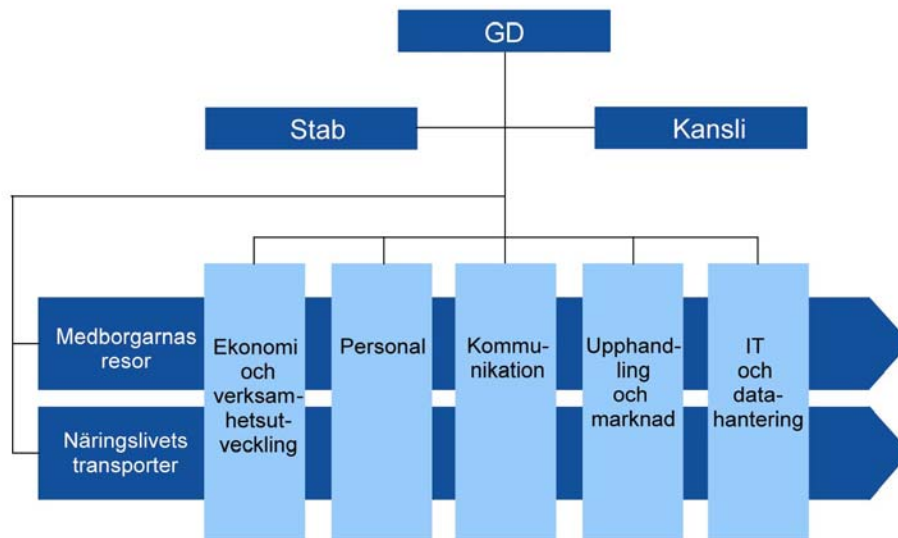 GD
Stab
Kansli
Medborgarnas
resor
Näringslivets
transporter
Ekonomi
och
verksam-
hetsut-
veckling
Personal
Kommu-
nikation
Upphand-
ling
och
marknad
IT
och
data-
hantering